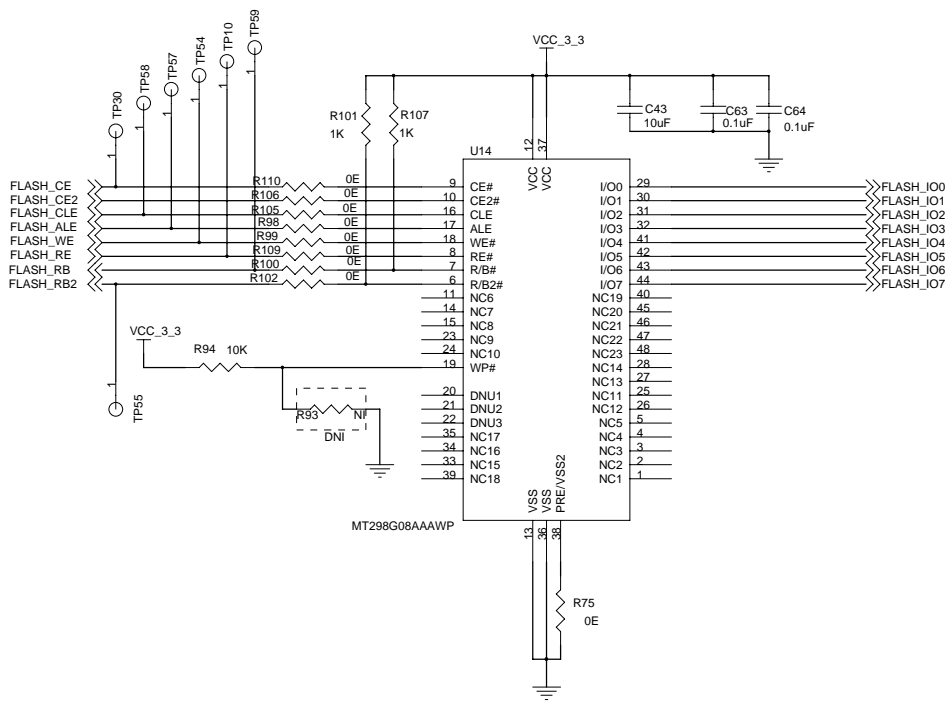 TP30
1
TP58
1
TP57
1
TP54
1
TP10
1
TP59
1
VCC_3_3
R101
1K
R107
1K
C43
10uF
C63
0.1uF
C64
0.1uF
U14
12
37
VCC
VCC
FLASH_CE
R110
0E
9
CE#
I/O0
29
FLASH_IO0
FLASH_CE2
R106
0E
10
CE2#
I/O1
30
FLASH_IO1
FLASH_CLE
R105
0E
16
CLE
I/O2
31
FLASH_IO2
FLASH_ALE
R98
0E
17
ALE
I/O3
32
FLASH_IO3
FLASH_WE
R99
0E
18
WE#
I/O4
41
FLASH_IO4
FLASH_RE
R109
0E
8
RE#
I/O5
42
FLASH_IO5
FLASH_RB
R100
0E
7
R/B#
I/O6
43
FLASH_IO6
FLASH_RB2
R102
0E
6
R/B2#
I/O7
44
FLASH_IO7
11
NC6
NC19
40
14
NC7
NC20
45
15
NC8
NC21
46
23
NC9
NC22
47
24
NC10
NC23
48
VCC_3_3
R94
10K
19
WP#
NC14
28
NC13
27
20
DNU1
NC11
25
21
DNU2
NC12
26
22
DNU3
NC5
5
35
NC17
NC4
4
34
NC16
NC3
3
33
NC15
NC2
2
39
NC18
NC1
1
1
TP55
R93
NI
DNI
VSS
VSS
PRE/VSS2
13
36
38
MT298G08AAAWP
R75
0E